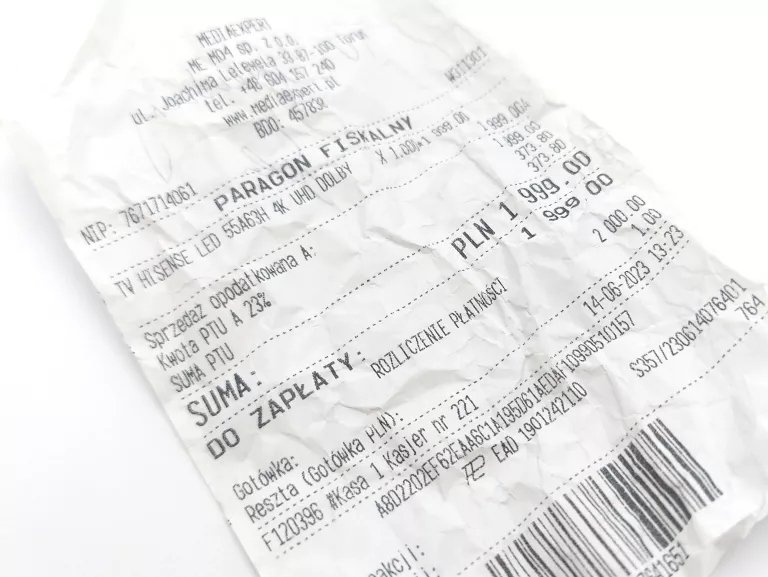 MEDIAEXPERT
ME M04 sp. z o.o.
ul. Joachima Lelewela 33 87-100 Toruń
tel. +48 604 157 240
www.mediaexpert.pl
BDO: 457838
NIP: 7671714061
PARAGON FISKALNY
TV HISENSE LED 55A63H 4K UHD DOLBY X 1.00 *1 999.00 1 999.00A
Sprzedaż opodatkowana A: 1 999.00
Kwota PTU A 23% 373.80
SUMA PTU 373.80
SUMA: PLN 1 999.00
DO ZAPŁATY: 1 999.00
ROZLICZENIE PŁATNOŚCI
Gotówka: 2 000.00
Reszta (Gotówka PLN): 1.00
F120396 #Kasa 1 Kasjer nr 221 14-06-2023 13:23
EAD 1901242110
S357/230614076401
764